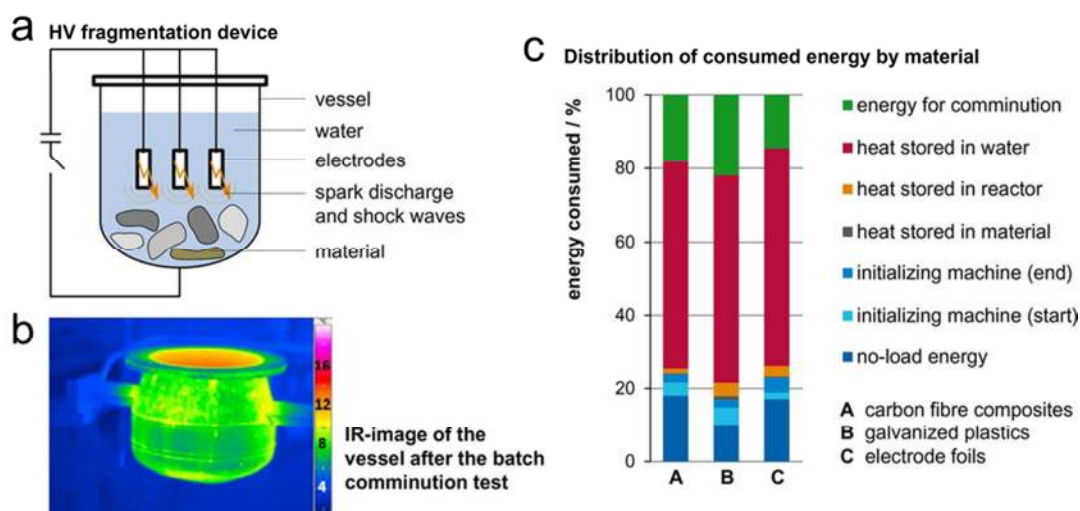 a HV fragmentation device
vessel
water
electrodes
spark discharge
and shock waves
material
b
16
12
8
4
IR-image of the
vessel after the batch
comminution test
c Distribution of consumed energy by material
energy consumed / %
100
80
60
40
20
0
A B C
energy for comminution
heat stored in water
heat stored in reactor
heat stored in material
initializing machine (end)
initializing machine (start)
no-load energy
A carbon fibre composites
B galvanized plastics
C electrode foils